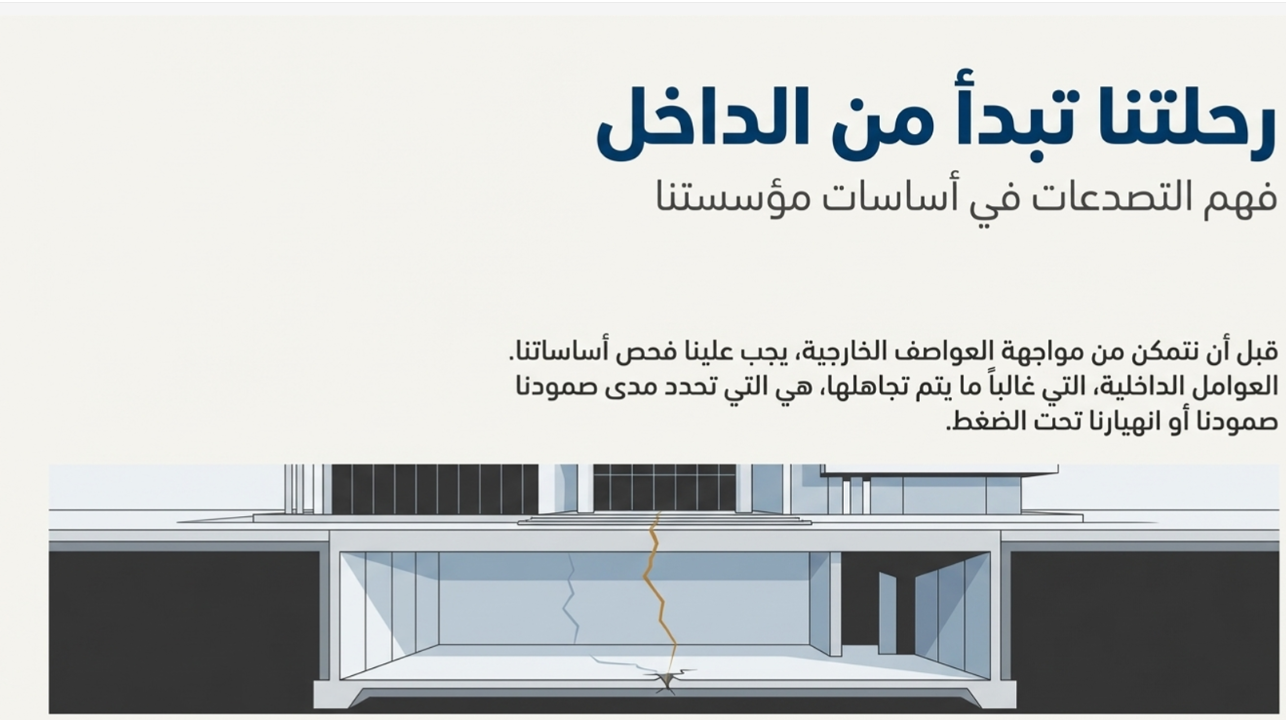 رحلتنا تبدأ من الداخل
فهم التصدعات في أساسات مؤسستنا
قبل أن نتمكن من مواجهة العواصف الخارجية، يجب علينا فحص أساساتنا.
العوامل الداخلية، التي غالباً ما يتم تجاهلها، هي التي تحدد مدى صمودنا
صمودنا أو انهيارنا تحت الضغط.